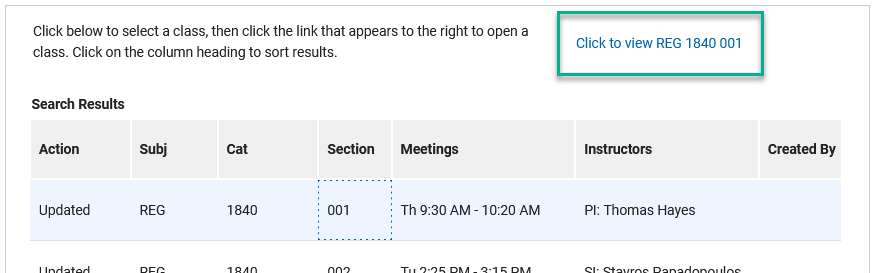 Click below to select a class, then click the link that appears to the right to open a
class. Click on the column heading to sort results.
Click to view REG 1840 001
Search Results
Action Subj Cat Section Meetings Instructors Created By
Updated REG 1840 001 Th 9:30 AM - 10:20 AM PI: Thomas Hayes
Updated REG 1840 002 Tu 2:25 PM - 3:15 PM SI: Stavros Papadopoulos